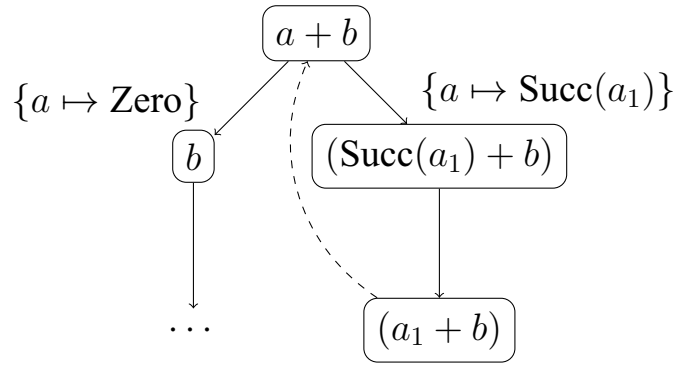 a + b
{a ↦ Zero}
{a ↦ Succ(a₁)}
b
(Succ(a₁) + b)
...
(a₁ + b)